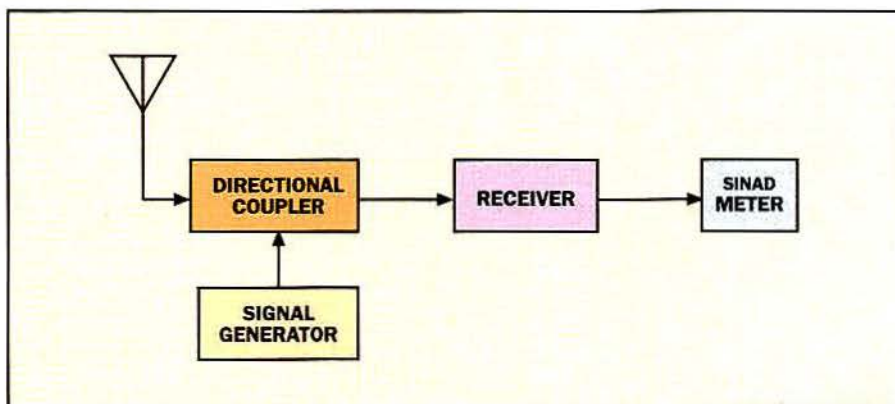 DIRECTIONAL
COUPLER
RECEIVER
SINAD
METER
SIGNAL
GENERATOR